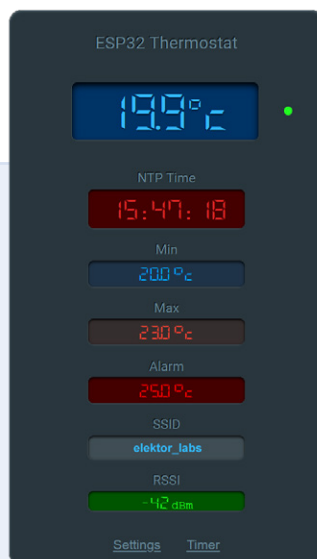 ESP32 Thermostat
19.9°c
NTP Time
15:47:18
Min
20.0 °c
Max
23.0 °c
Alarm
25.0 °c
SSID
elektor_labs
RSSI
-42 dBm
Settings Timer